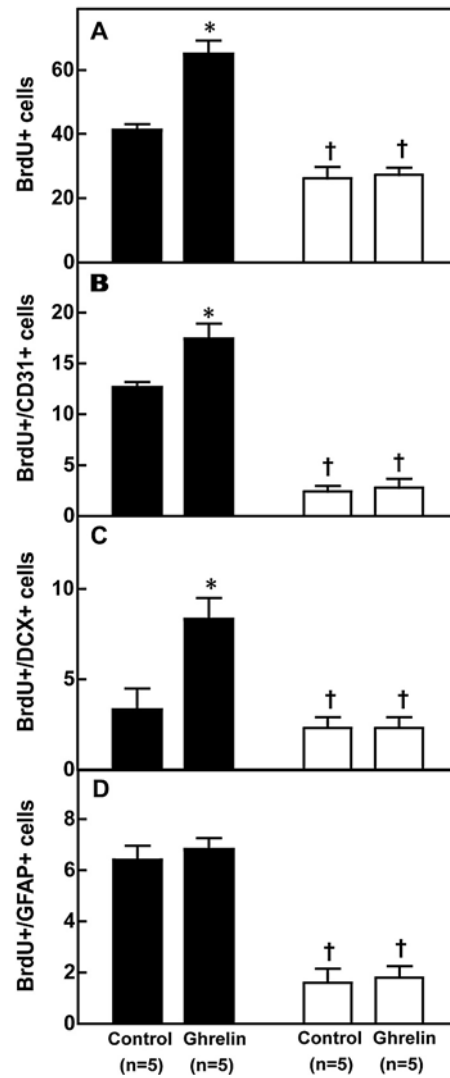 A
BrdU+ cells
60
40
20
0
*
†
†
B
BrdU+/CD31+ cells
20
15
10
5
0
*
†
†
C
BrdU+/DCX+ cells
10
5
0
*
†
†
D
BrdU+/GFAP+ cells
8
6
4
2
0
†
†
Control Ghrelin Control Ghrelin
(n=5) (n=5) (n=5) (n=5)